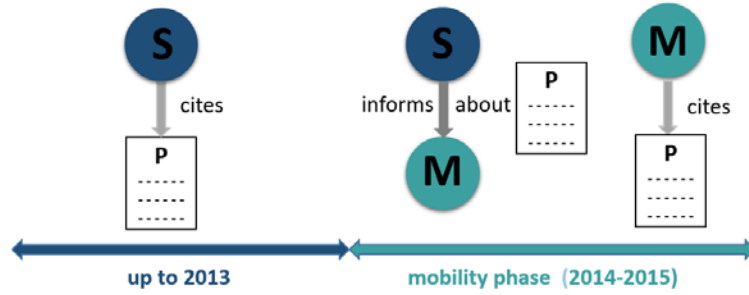 S
cites
P
S
informs about
M
P
M
cites
P
up to 2013
mobility phase (2014-2015)